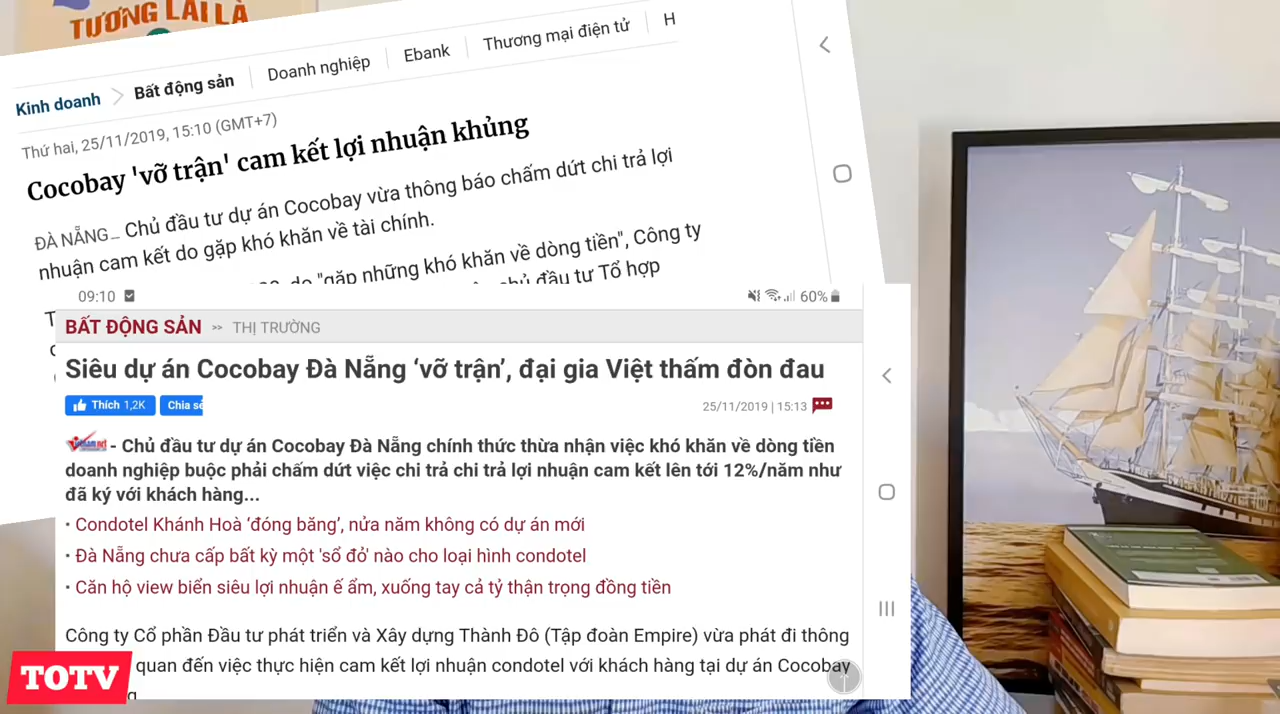 TƯƠNG LAI LÀ
Kinh doanh
Bất động sản
Doanh nghiệp
Ebank
Thương mại điện tử
H
Thứ hai, 25/11/2019, 15:10 (GMT+7)
Cocobay 'vỡ trận' cam kết lợi nhuận khủng
ĐÀ NẴNG_ Chủ đầu tư dự án Cocobay vừa thông báo chấm dứt chi trả lợi
nhuận cam kết do gặp khó khăn về tài chính.
do "gặp những khó khăn về dòng tiền", Công ty
chủ đầu tư Tổ hợp
09:10
60%
BẤT ĐỘNG SẢN >> THỊ TRƯỜNG
Siêu dự án Cocobay Đà Nẵng ‘vỡ trận’, đại gia Việt thấm đòn đau
Thích 1,2K
Chia sẻ
25/11/2019 | 15:13
- Chủ đầu tư dự án Cocobay Đà Nẵng chính thức thừa nhận việc khó khăn về dòng tiền
doanh nghiệp buộc phải chấm dứt việc chi trả chi trả lợi nhuận cam kết lên tới 12%/năm như
đã ký với khách hàng...
• Condotel Khánh Hoà ‘đóng băng’, nửa năm không có dự án mới
• Đà Nẵng chưa cấp bất kỳ một 'sổ đỏ' nào cho loại hình condotel
• Căn hộ view biển siêu lợi nhuận ế ẩm, xuống tay cả tỷ thận trọng đồng tiền
Công ty Cổ phần Đầu tư phát triển và Xây dựng Thành Đô (Tập đoàn Empire) vừa phát đi thông
quan đến việc thực hiện cam kết lợi nhuận condotel với khách hàng tại dự án Cocobay
TOTV